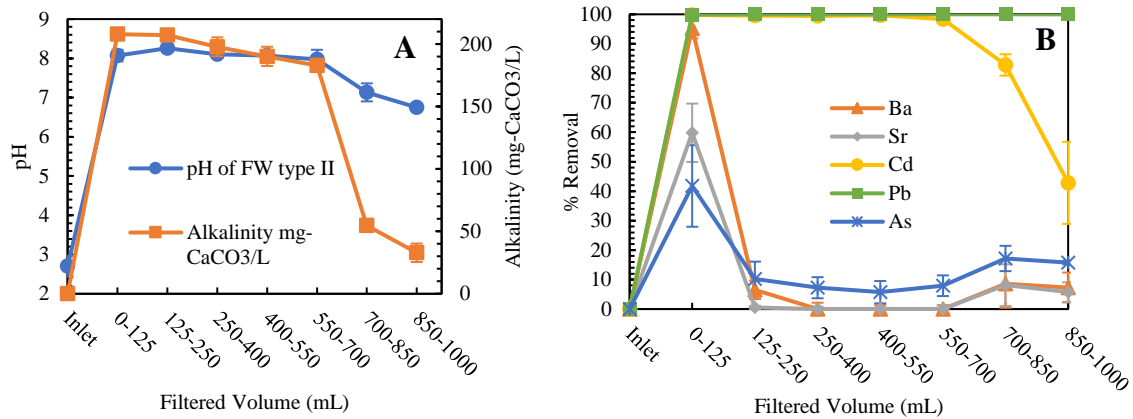 A
9
8
7
6
5
4
3
2
pH
200
150
100
50
0
Alkalinity (mg-CaCO3/L)
pH of FW type II
Alkalinity mg-
CaCO3/L
Inlet
0-125
125-250
250-400
400-550
550-700
700-850
850-1000
Filtered Volume (mL)
B
100
90
80
70
60
50
40
30
20
10
0
% Removal
Ba
Sr
Cd
Pb
As
Inlet
0-125
125-250
250-400
400-550
550-700
700-850
850-1000
Filtered Volume (mL)